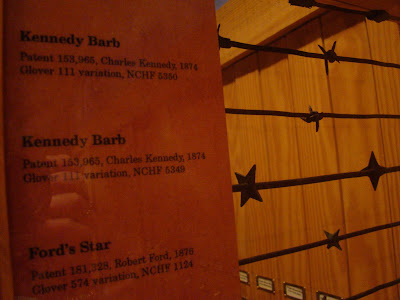 Kennedy Barb
Patent 153,965, Charles Kennedy, 1874
Glover 111 variation, NCHF 5350
Kennedy Barb
Patent 153,965, Charles Kennedy, 1874
Glover 111 variation, NCHF 5349
Ford's Star
Patent 181,328, Robert Ford, 1876
Glover 574 variation, NCHF 1124